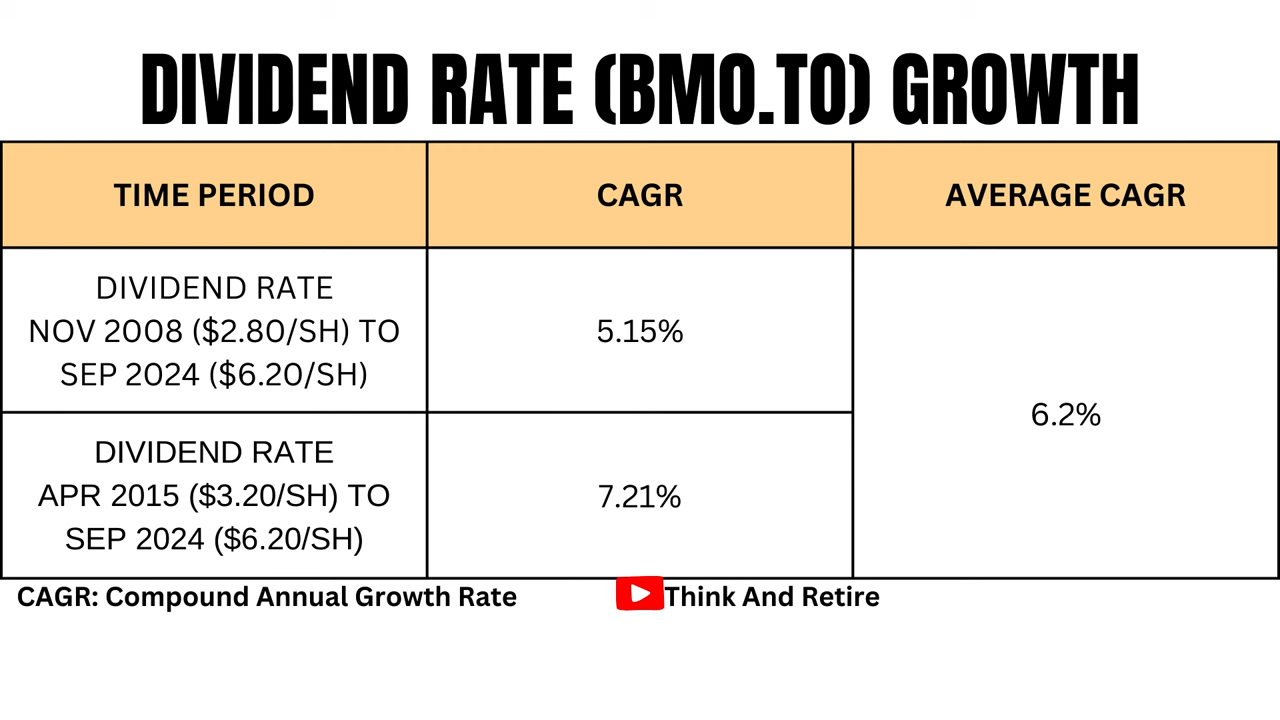 DIVIDEND RATE (BMO.TO) GROWTH
TIME PERIOD
CAGR
AVERAGE CAGR
DIVIDEND RATE
NOV 2008 ($2.80/SH) TO
SEP 2024 ($6.20/SH)
5.15%
6.2%
DIVIDEND RATE
APR 2015 ($3.20/SH) TO
SEP 2024 ($6.20/SH)
7.21%
CAGR: Compound Annual Growth Rate
Think And Retire